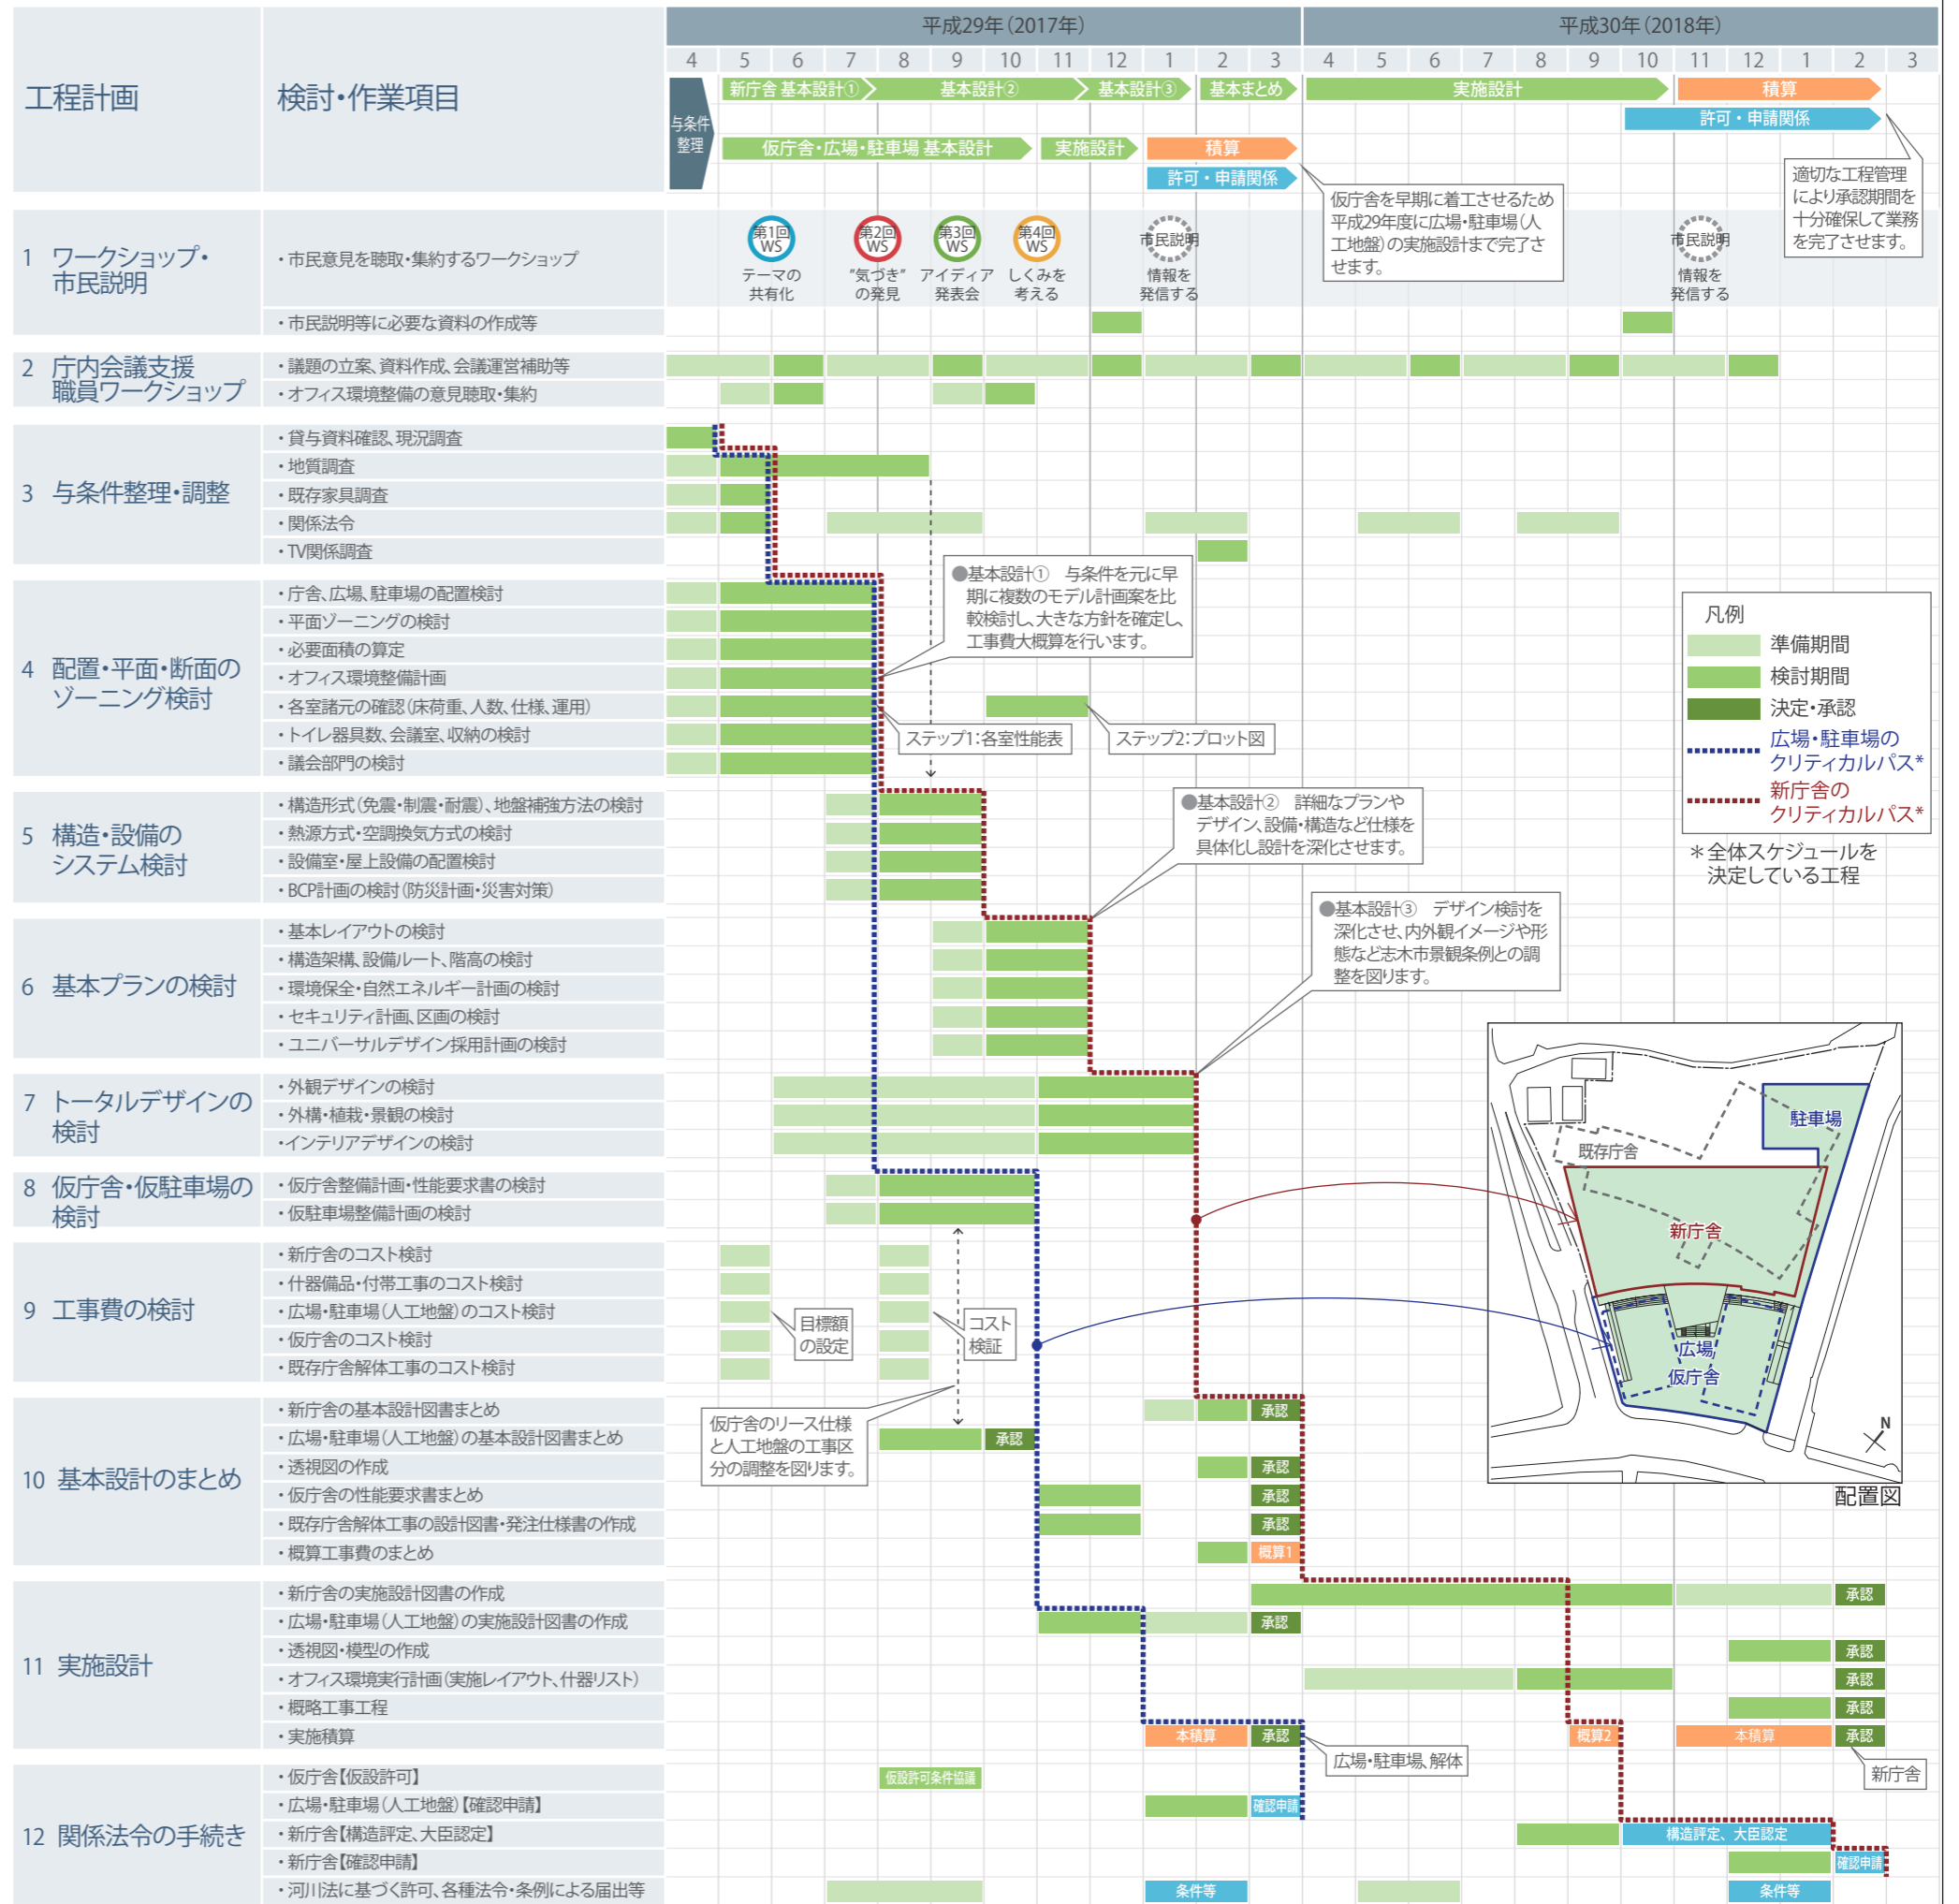 平成29年(2017年)
平成30年(2018年)
4 5 6 7 8 9 10 11 12 1 2 3 4 5 6 7 8 9 10 11 12 1 2 3
工程計画
検討・作業項目
与条件
整理
新庁舎 基本設計①
基本設計②
基本設計③
基本まとめ
実施設計
積算
許可・申請関係
仮庁舎・広場・駐車場 基本設計
実施設計
積算
許可・申請関係
仮庁舎を早期に着工させるため
平成29年度に広場・駐車場(人
工地盤)の実施設計まで完了さ
せます。
適切な工程管理
により承認期間を
十分確保して業務
を完了させます。
1 ワークショップ・
市民説明
・市民意見を聴取・集約するワークショップ
第1回
WS
テーマの
共有化
第2回
WS
"気づき"
の発見
第3回
WS
アイディア
発表会
第4回
WS
しくみを
考える
市民説明
情報を
発信する
市民説明
情報を
発信する
・市民説明等に必要な資料の作成等
2 庁内会議支援
職員ワークショップ
・議題の立案、資料作成、会議運営補助等
・オフィス環境整備の意見聴取・集約
3 与条件整理・調整
・貸与資料確認、現況調査
・地質調査
・既存家具調査
・関係法令
・TV関係調査
4 配置・平面・断面の
ゾーニング検討
・庁舎、広場、駐車場の配置検討
・平面ゾーニングの検討
・必要面積の算定
・オフィス環境整備計画
・各室諸元の確認(床荷重、人数、仕様、運用)
・トイレ器具数、会議室、収納の検討
・議会部門の検討
●基本設計① 与条件を元に早
期に複数のモデル計画案を比
較検討し、大きな方針を確定し、
工事費大概算を行います。
ステップ1:各室性能表
ステップ2:プロット図
凡例
準備期間
検討期間
決定・承認
広場・駐車場の
クリティカルパス*
新庁舎の
クリティカルパス*
*全体スケジュールを
決定している工程
5 構造・設備の
システム検討
・構造形式(免震・制震・耐震)、地盤補強方法の検討
・熱源方式・空調換気方式の検討
・設備室・屋上設備の配置検討
・BCP計画の検討(防災計画・災害対策)
●基本設計② 詳細なプランや
デザイン、設備・構造など仕様を
具体化し設計を深化させます。
6 基本プランの検討
・基本レイアウトの検討
・構造架構、設備ルート、階高の検討
・環境保全・自然エネルギー計画の検討
・セキュリティ計画、区画の検討
・ユニバーサルデザイン採用計画の検討
●基本設計③ デザイン検討を
深化させ、内外観イメージや形
態など志木市景観条例との調
整を図ります。
7 トータルデザインの
検討
・外観デザインの検討
・外構・植栽・景観の検討
・インテリアデザインの検討
8 仮庁舎・仮駐車場の
検討
・仮庁舎整備計画・性能要求書の検討
・仮駐車場整備計画の検討
9 工事費の検討
・新庁舎のコスト検討
・什器備品・付帯工事のコスト検討
・広場・駐車場(人工地盤)のコスト検討
・仮庁舎のコスト検討
・既存庁舎解体工事のコスト検討
目標額
の設定
コスト
検証
駐車場
既存庁舎
新庁舎
広場
仮庁舎
N
配置図
10 基本設計のまとめ
・新庁舎の基本設計図書まとめ
・広場・駐車場(人工地盤)の基本設計図書まとめ
・透視図の作成
・仮庁舎の性能要求書まとめ
・既存庁舎解体工事の設計図書・発注仕様書の作成
・概算工事費のまとめ
仮庁舎のリース仕様
と人工地盤の工事区
分の調整を図ります。
承認
承認
承認
承認
承認
概算1
11 実施設計
・新庁舎の実施設計図書の作成
承認
・広場・駐車場(人工地盤)の実施設計図書の作成
承認
・透視図・模型の作成
承認
・オフィス環境実行計画(実施レイアウト、什器リスト)
承認
・概略工事工程
承認
・実施積算
本積算
承認
概算2
本積算
承認
広場・駐車場、解体
新庁舎
12 関係法令の手続き
・仮庁舎【仮設許可】
仮設許可条件協議
・広場・駐車場(人工地盤)【確認申請】
確認申請
・新庁舎【構造評定、大臣認定】
構造評定、大臣認定
・新庁舎【確認申請】
確認申請
・河川法に基づく許可、各種法令・条例による届出等
条件等
条件等